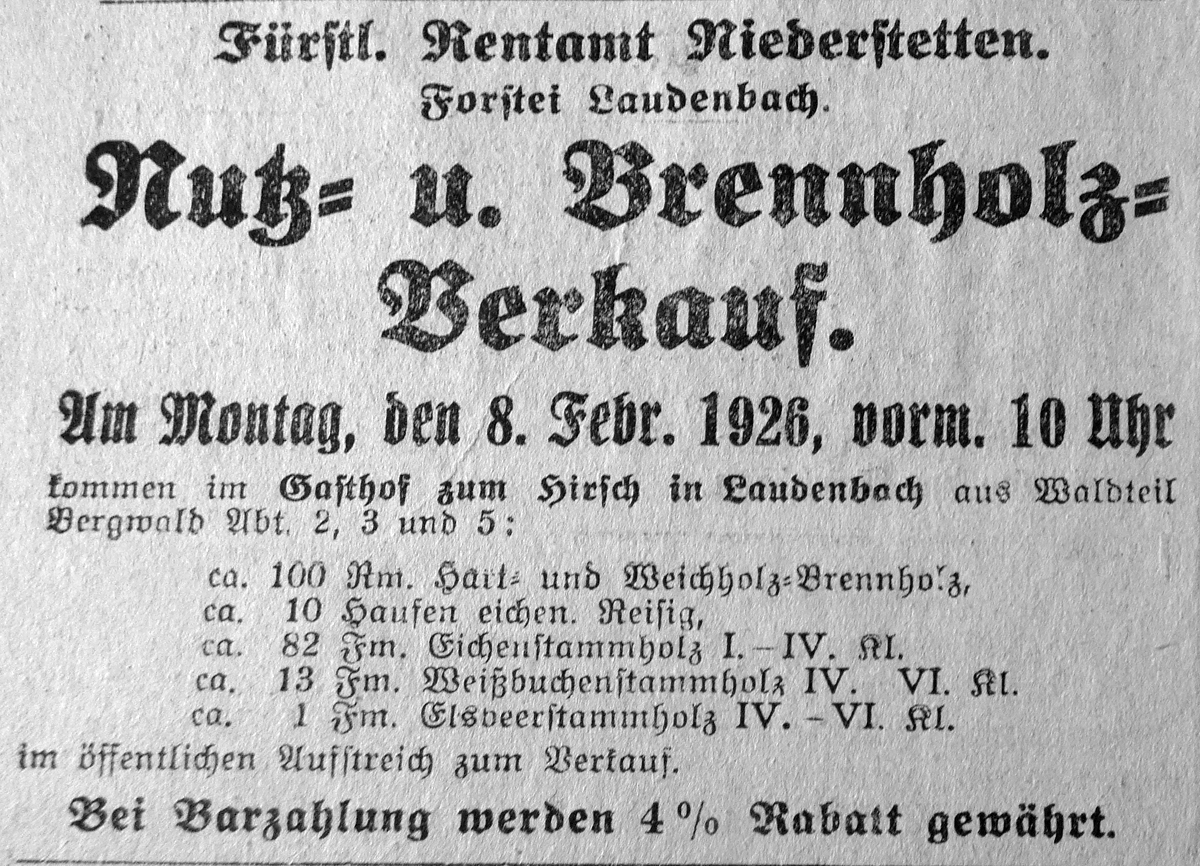 Fürstl. Rentamt Niederstetten.
Forstei Laudenbach.
Nutz- u. Brennholz-
Verkauf.
Am Montag, den 8. Febr. 1926, vorm. 10 Uhr
kommen im Gasthof zum Hirsch in Laudenbach aus Waldteil
Bergwald Abt. 2, 3 und 5:
ca. 100 Rm. Hart- und Weichholz-Brennholz,
ca. 10 Haufen eichen. Reisig,
ca. 82 Fm. Eichenstammholz I.–IV. Kl.
ca. 13 Fm. Weißbuchenstammholz IV. VI. Kl.
ca. 1 Fm. Elsbeerstammholz IV.–VI. Kl.
im öffentlichen Aufstreich zum Verkauf.
Bei Barzahlung werden 4% Rabatt gewährt.